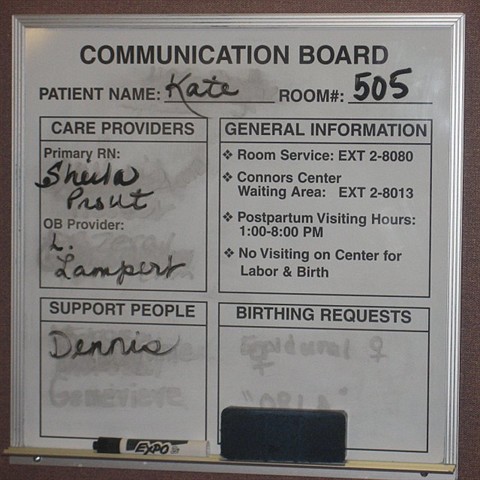 COMMUNICATION BOARD
PATIENT NAME: Kate ROOM#: 505
CARE PROVIDERS
Primary RN:
Sheila
Prout
OB Provider:
L.
Lampert
GENERAL INFORMATION
❖ Room Service: EXT 2-8080
❖ Connors Center
Waiting Area: EXT 2-8013
❖ Postpartum Visiting Hours:
1:00-8:00 PM
❖ No Visiting on Center for
Labor & Birth
SUPPORT PEOPLE
Dennis
Genevieve
BIRTHING REQUESTS
Epidural ♀
EXPO